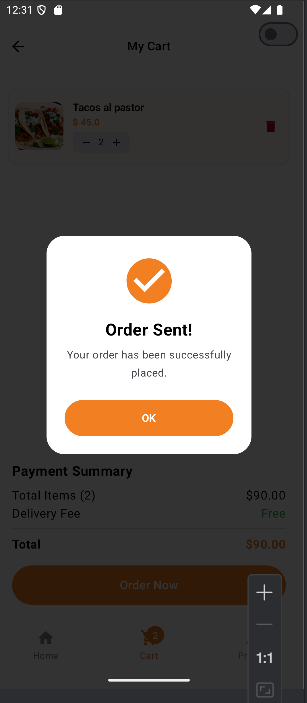 12:31
My Cart
Tacos al pastor
$ 45.0
2
Order Sent!
Your order has been successfully
placed.
OK
Payment Summary
Total Items (2) $90.00
Delivery Fee Free
Total $90.00
Order Now
2
Home Cart
1:1